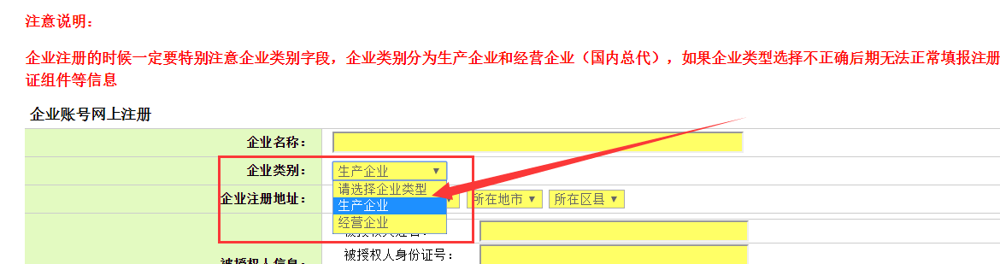 注意说明：
企业注册的时候一定要特别注意企业类别字段，企业类别分为生产企业和经营企业（国内总代），如果企业类型选择不正确后期无法正常填报注册
证组件等信息
企业账号网上注册
企业名称：
企业类别： 生产企业
请选择企业类型
企业注册地址： 所在地市 所在区县
生产企业
经营企业
被授权人姓名：
被授权人身份证号：
被授权人信息：